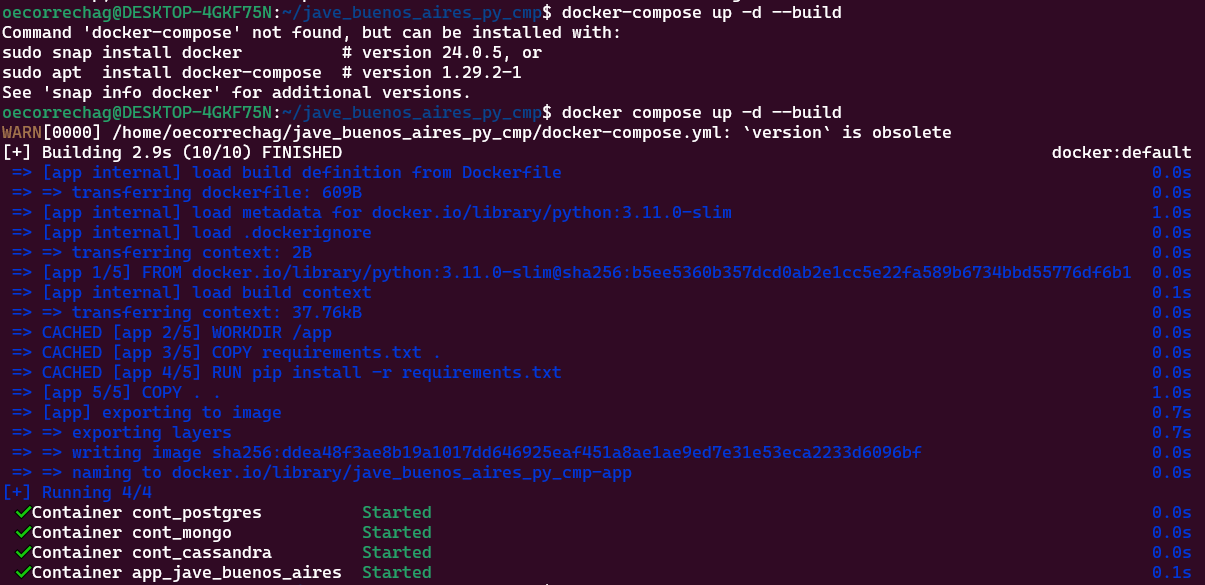 oecorrechag@DESKTOP-4GKF75N:~/jave_buenos_aires_py_cmp$ docker-compose up -d --build
Command 'docker-compose' not found, but can be installed with:
sudo snap install docker          # version 24.0.5, or
sudo apt  install docker-compose  # version 1.29.2-1
See 'snap info docker' for additional versions.
oecorrechag@DESKTOP-4GKF75N:~/jave_buenos_aires_py_cmp$ docker compose up -d --build
WARN[0000] /home/oecorrechag/jave_buenos_aires_py_cmp/docker-compose.yml: `version` is obsolete
[+] Building 2.9s (10/10) FINISHED docker:default
=> [app internal] load build definition from Dockerfile 0.0s
=> => transferring dockerfile: 609B 0.0s
=> [app internal] load metadata for docker.io/library/python:3.11.0-slim 1.0s
=> [app internal] load .dockerignore 0.0s
=> => transferring context: 2B 0.0s
=> [app 1/5] FROM docker.io/library/python:3.11.0-slim@sha256:b5ee5360b357dcd0ab2e1cc5e22fa589b6734bbd55776df6b1 0.0s
=> [app internal] load build context 0.1s
=> => transferring context: 37.76kB 0.0s
=> CACHED [app 2/5] WORKDIR /app 0.0s
=> CACHED [app 3/5] COPY requirements.txt . 0.0s
=> CACHED [app 4/5] RUN pip install -r requirements.txt 0.0s
=> [app 5/5] COPY . . 1.0s
=> [app] exporting to image 0.7s
=> => exporting layers 0.7s
=> => writing image sha256:ddea48f3ae8b19a1017dd646925eaf451a8ae1ae9ed7e31e53eca2233d6096bf 0.0s
=> => naming to docker.io/library/jave_buenos_aires_py_cmp-app 0.0s
[+] Running 4/4
✔Container cont_postgres Started 0.0s
✔Container cont_mongo Started 0.0s
✔Container cont_cassandra Started 0.0s
✔Container app_jave_buenos_aires Started 0.1s